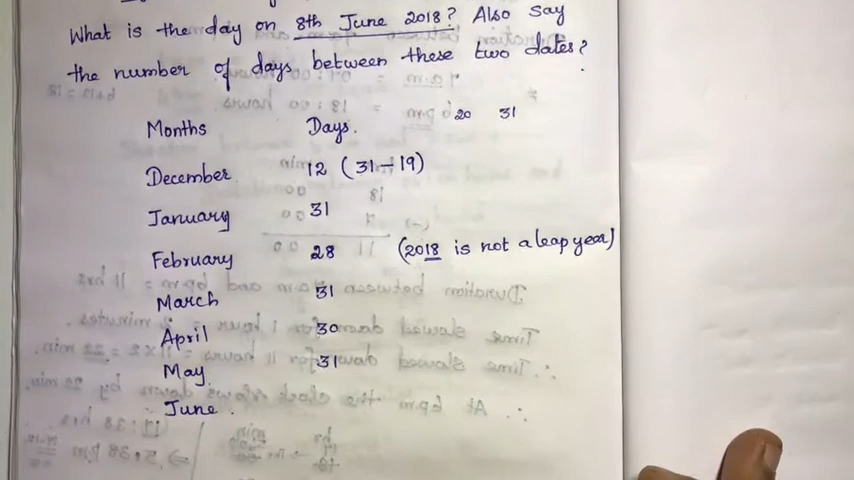 What is the day on 8th June 2018? Also say
the number of days between these two dates?
20 31
Months Days.
December 12 (31-19)
January 31
February 28 (2018 is not a leap year)
March 31
April 30
May 31
June.